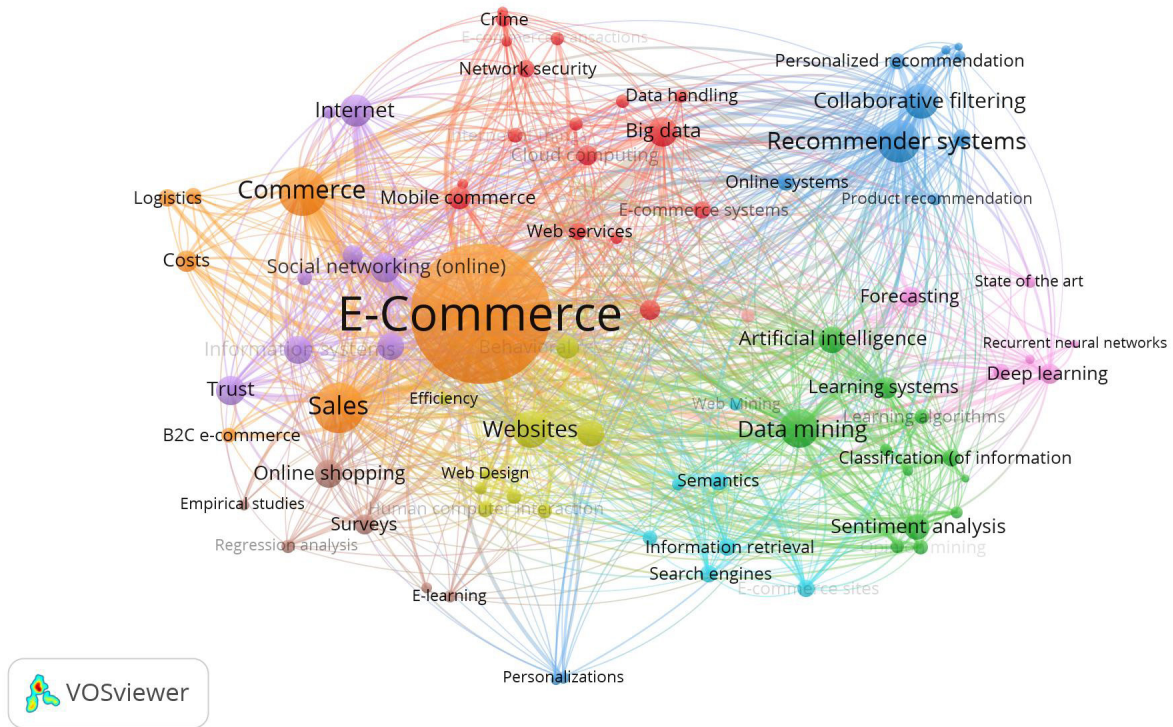 Crime
E-commerce transactions
Network security
Personalized recommendation
Data handling
Collaborative filtering
Internet
Big data
Recommender systems
Cloud computing
Online systems
Commerce
Logistics
Mobile commerce
Product recommendation
E-commerce systems
Web services
Costs
Social networking (online)
State of the art
Forecasting
E-Commerce
Artificial intelligence
Recurrent neural networks
Information systems
Behavioral
Deep learning
Learning systems
Trust
Efficiency
Sales
Web Mining
Learning algorithms
Websites
Data mining
B2C e-commerce
Classification (of information
Online shopping
Web Design
Semantics
Empirical studies
Human computer interaction
Surveys
Sentiment analysis
Regression analysis
Information retrieval
mining
Search engines
E-commerce sites
E-learning
Personalizations
VOSviewer